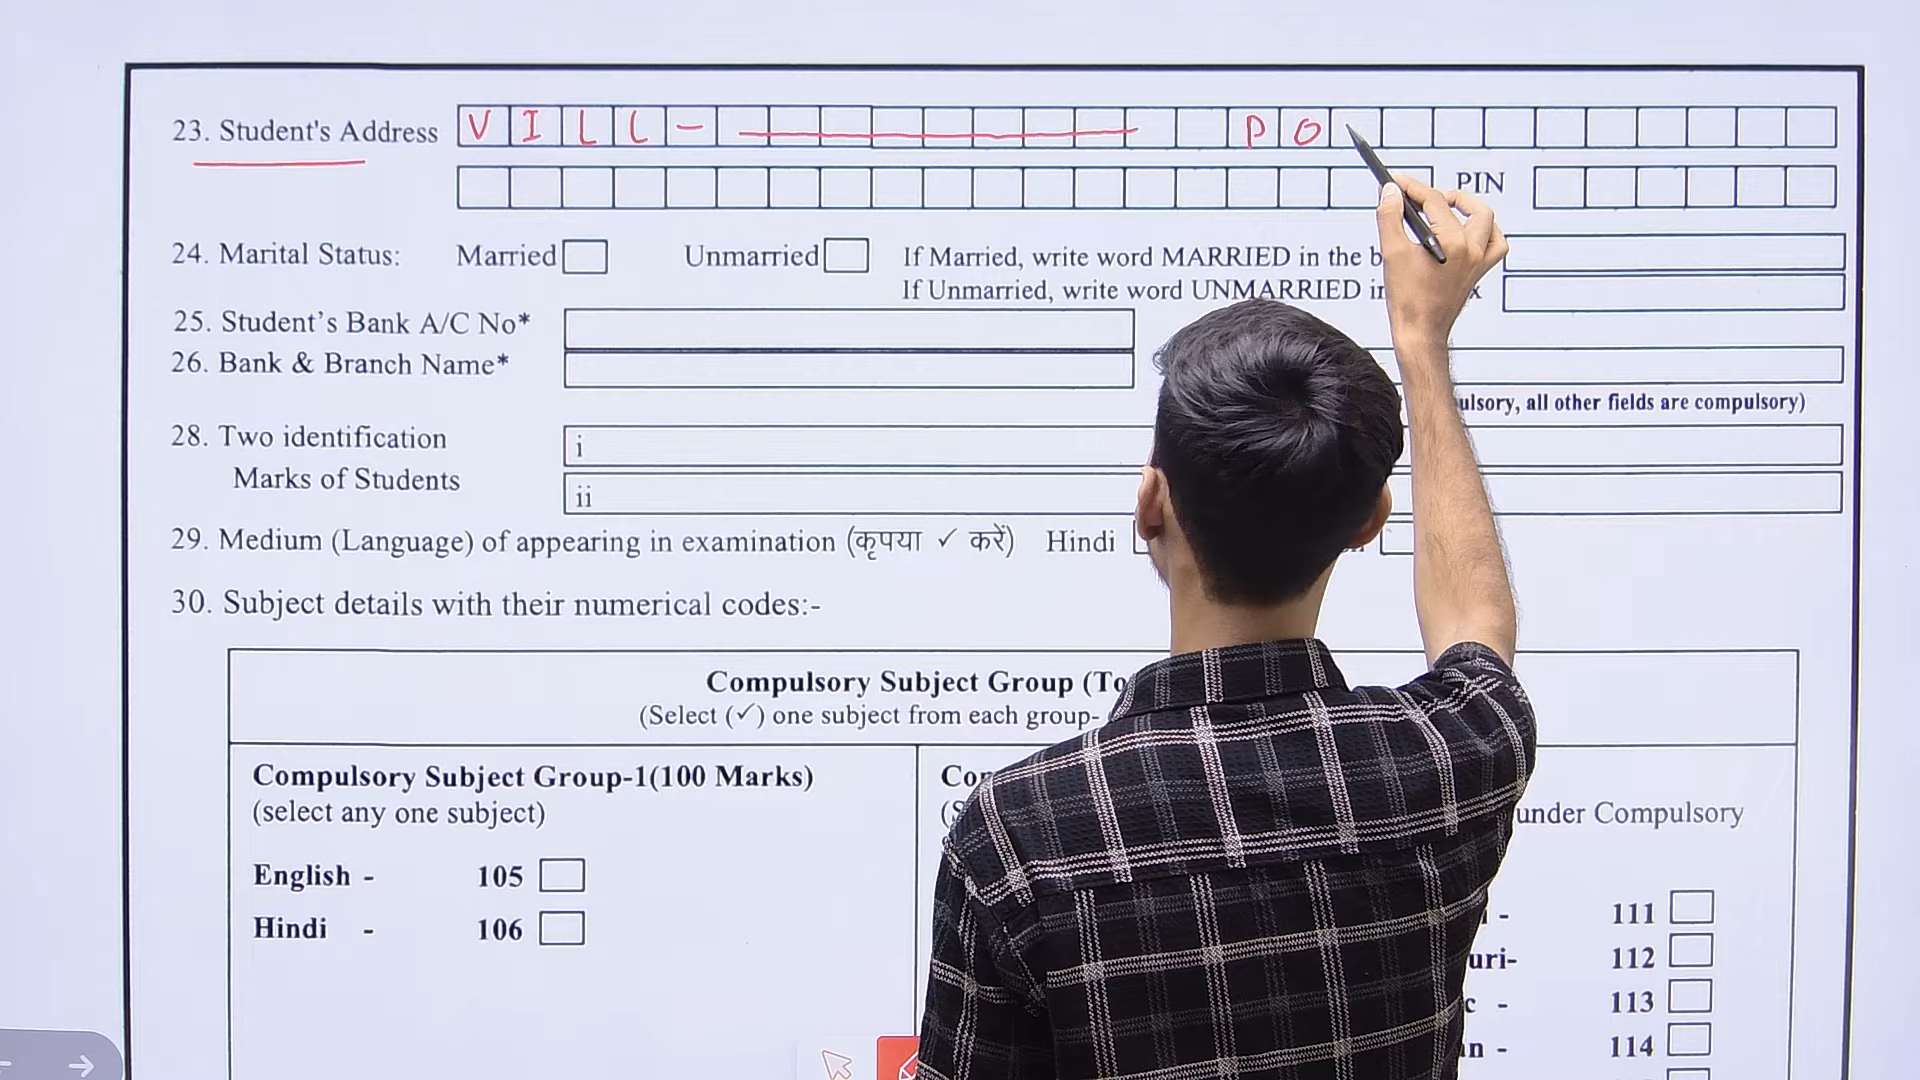 23. Student's Address VILL- PO
PIN
24. Marital Status: Married Unmarried If Married, write word MARRIED in the
If Unmarried, write word UNMARRIED
25. Student's Bank A/C No*
26. Bank & Branch Name*
all other fields are compulsory)
28. Two identification i
Marks of Students ii
29. Medium (Language) of appearing in examination (कृपया ✓ करें) Hindi
30. Subject details with their numerical codes:-
Compulsory Subject Group
(Select (✓) one subject from each group-
Compulsory Subject Group-1(100 Marks)
(select any one subject) under Compulsory
English - 105
Hindi - 106
- 111
112
- 113
- 114